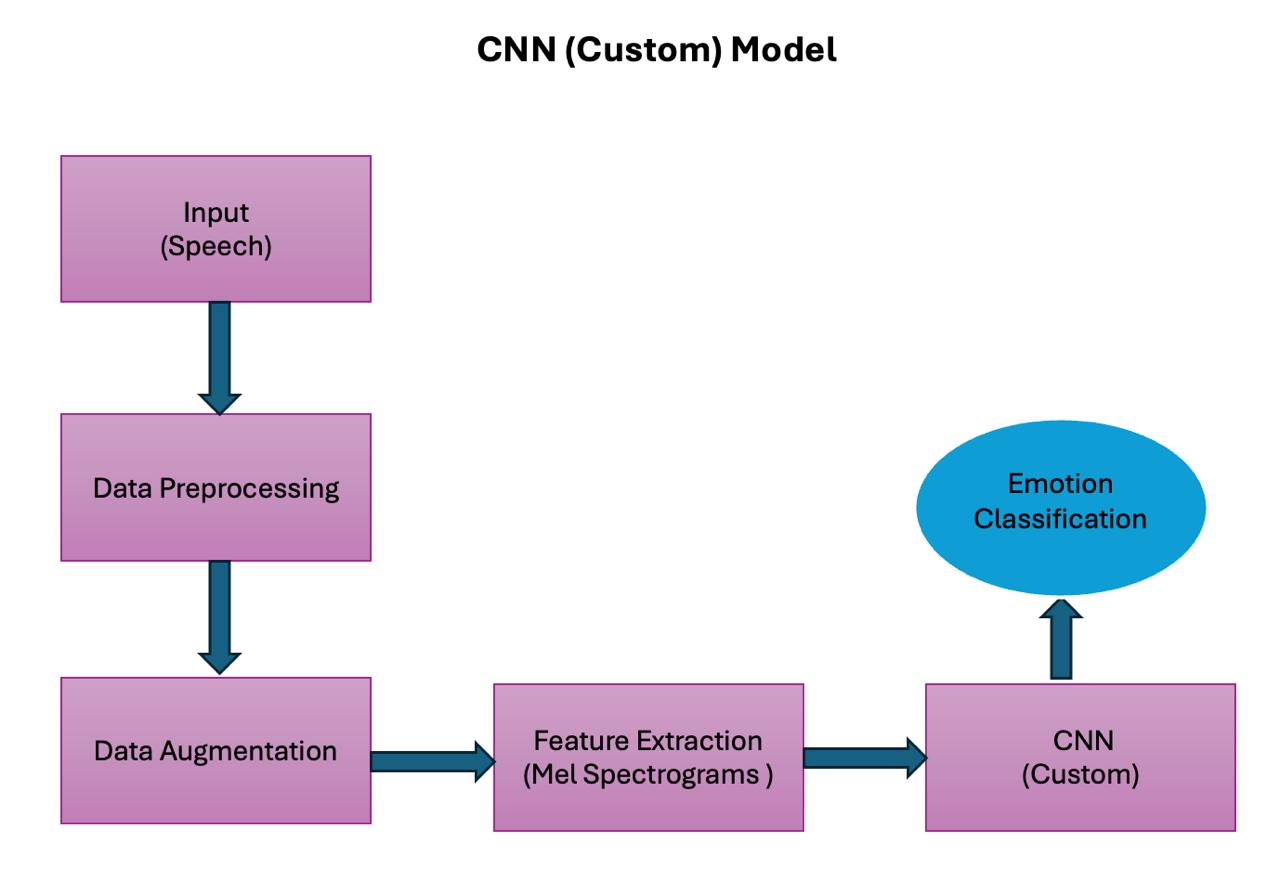 CNN (Custom) Model
Input
(Speech)
Data Preprocessing
Data Augmentation
Feature Extraction
(Mel Spectrograms )
CNN
(Custom)
Emotion
Classification